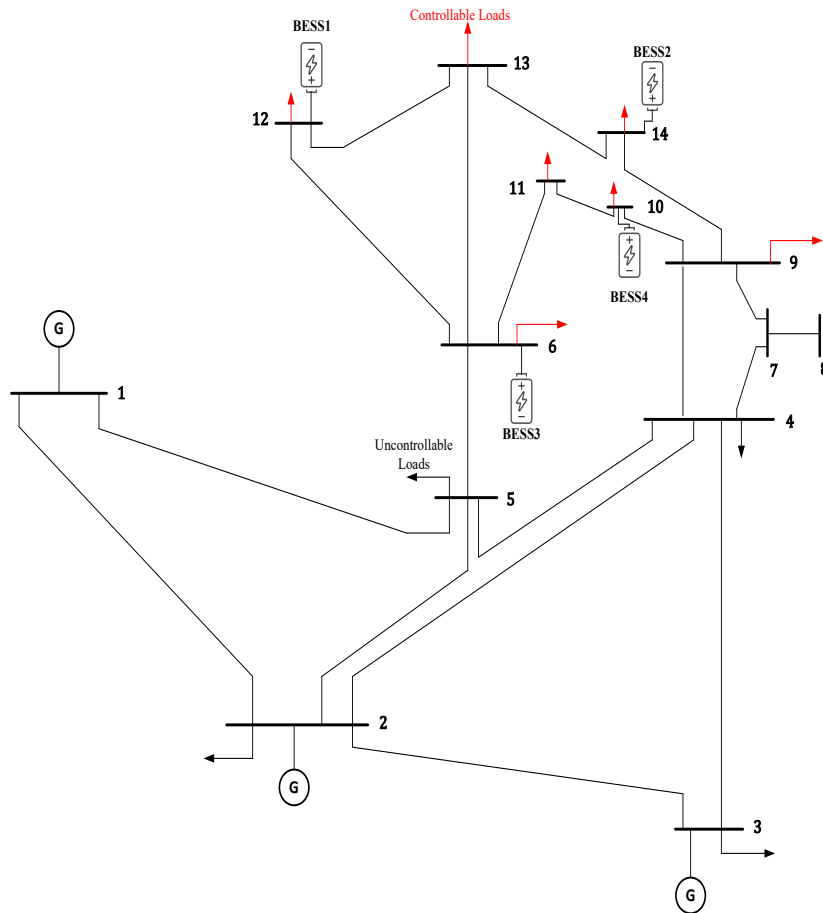 Controllable Loads
BESS1
BESS2
13
12
14
11
10
9
BESS4
G
6
7
8
1
BESS3
4
Uncontrollable
Loads
5
2
G
3
G